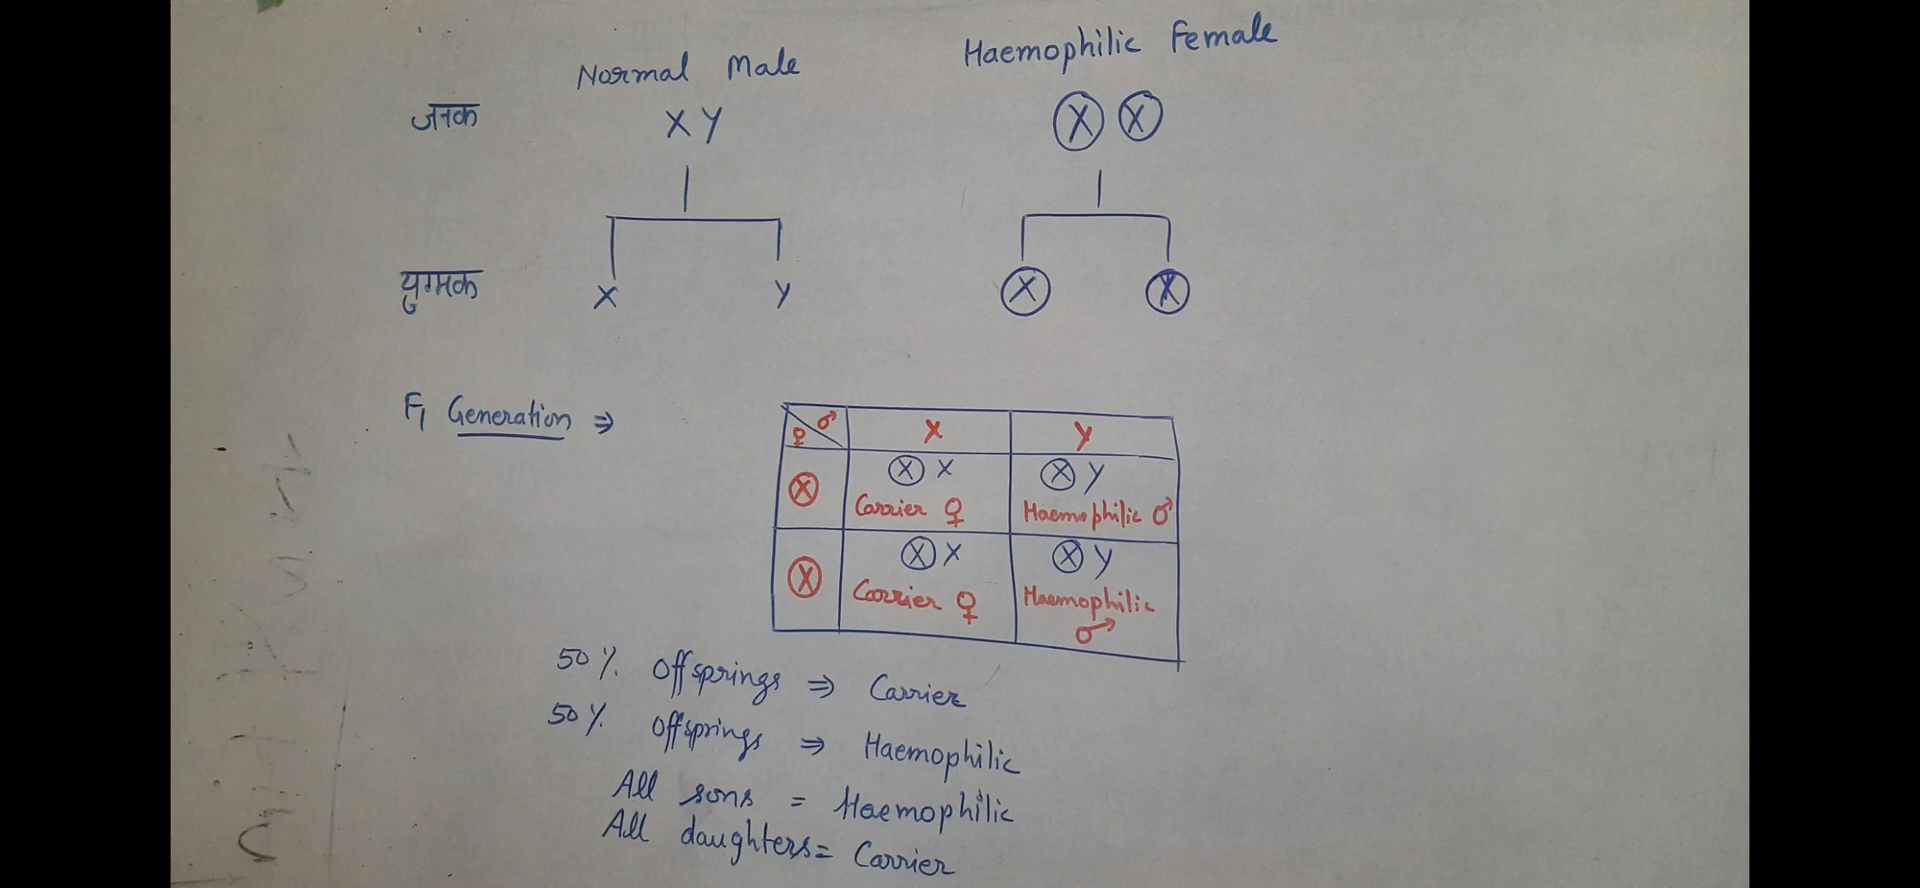 Normal Male Haemophilic Female
जनक X Y X X
युग्मक X Y X X
F1 Generation ⇒
♀ ♂ X Y
X X X X Y
Carrier ♀ Haemophilic ♂
X X X X Y
Carrier ♀ Haemophilic
♂
50% Offsprings ⇒ Carrier
50% Offsprings ⇒ Haemophilic
All sons = Haemophilic
All daughters = Carrier